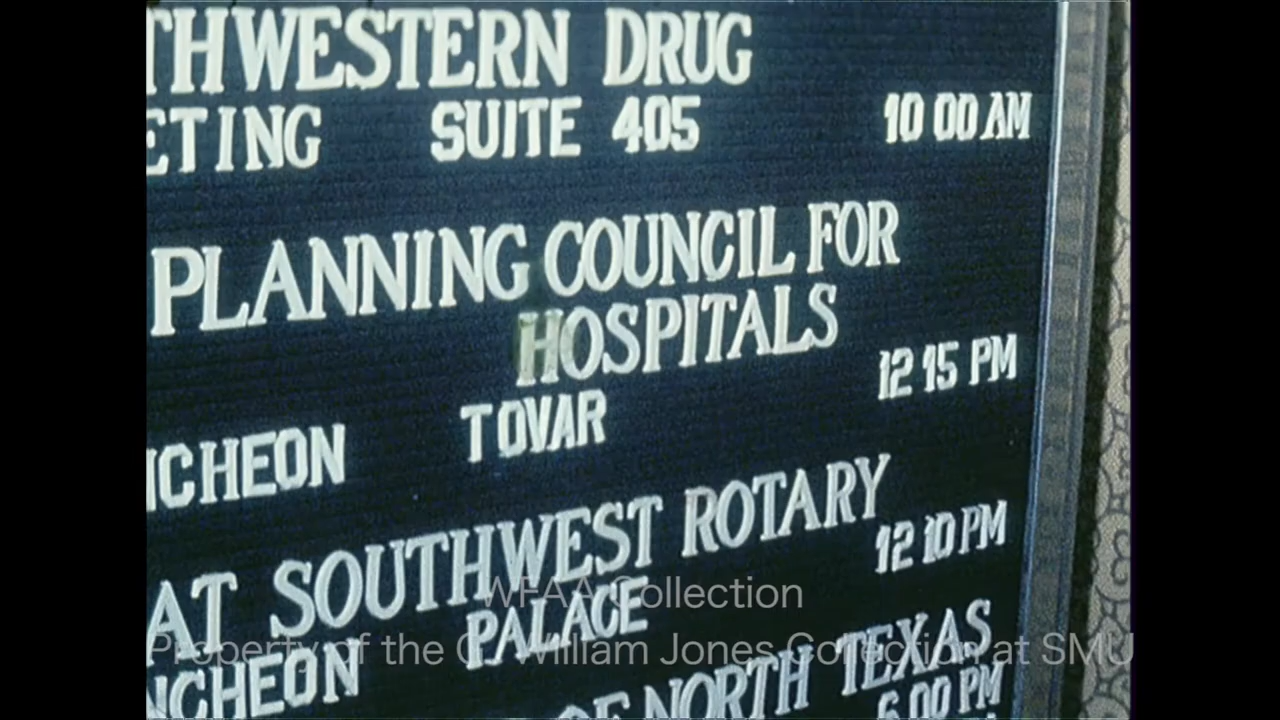 THWESTERN DRUG
ETING SUITE 405 10 00 AM
PLANNING COUNCIL FOR
HOSPITALS
12 15 PM
NCHEON TOVAR
AT SOUTHWEST ROTARY
12 10 PM
NCHEON PALACE
OF NORTH TEXAS
6 00 PM
WFAA Collection
Property of the G. William Jones Collection at SMU